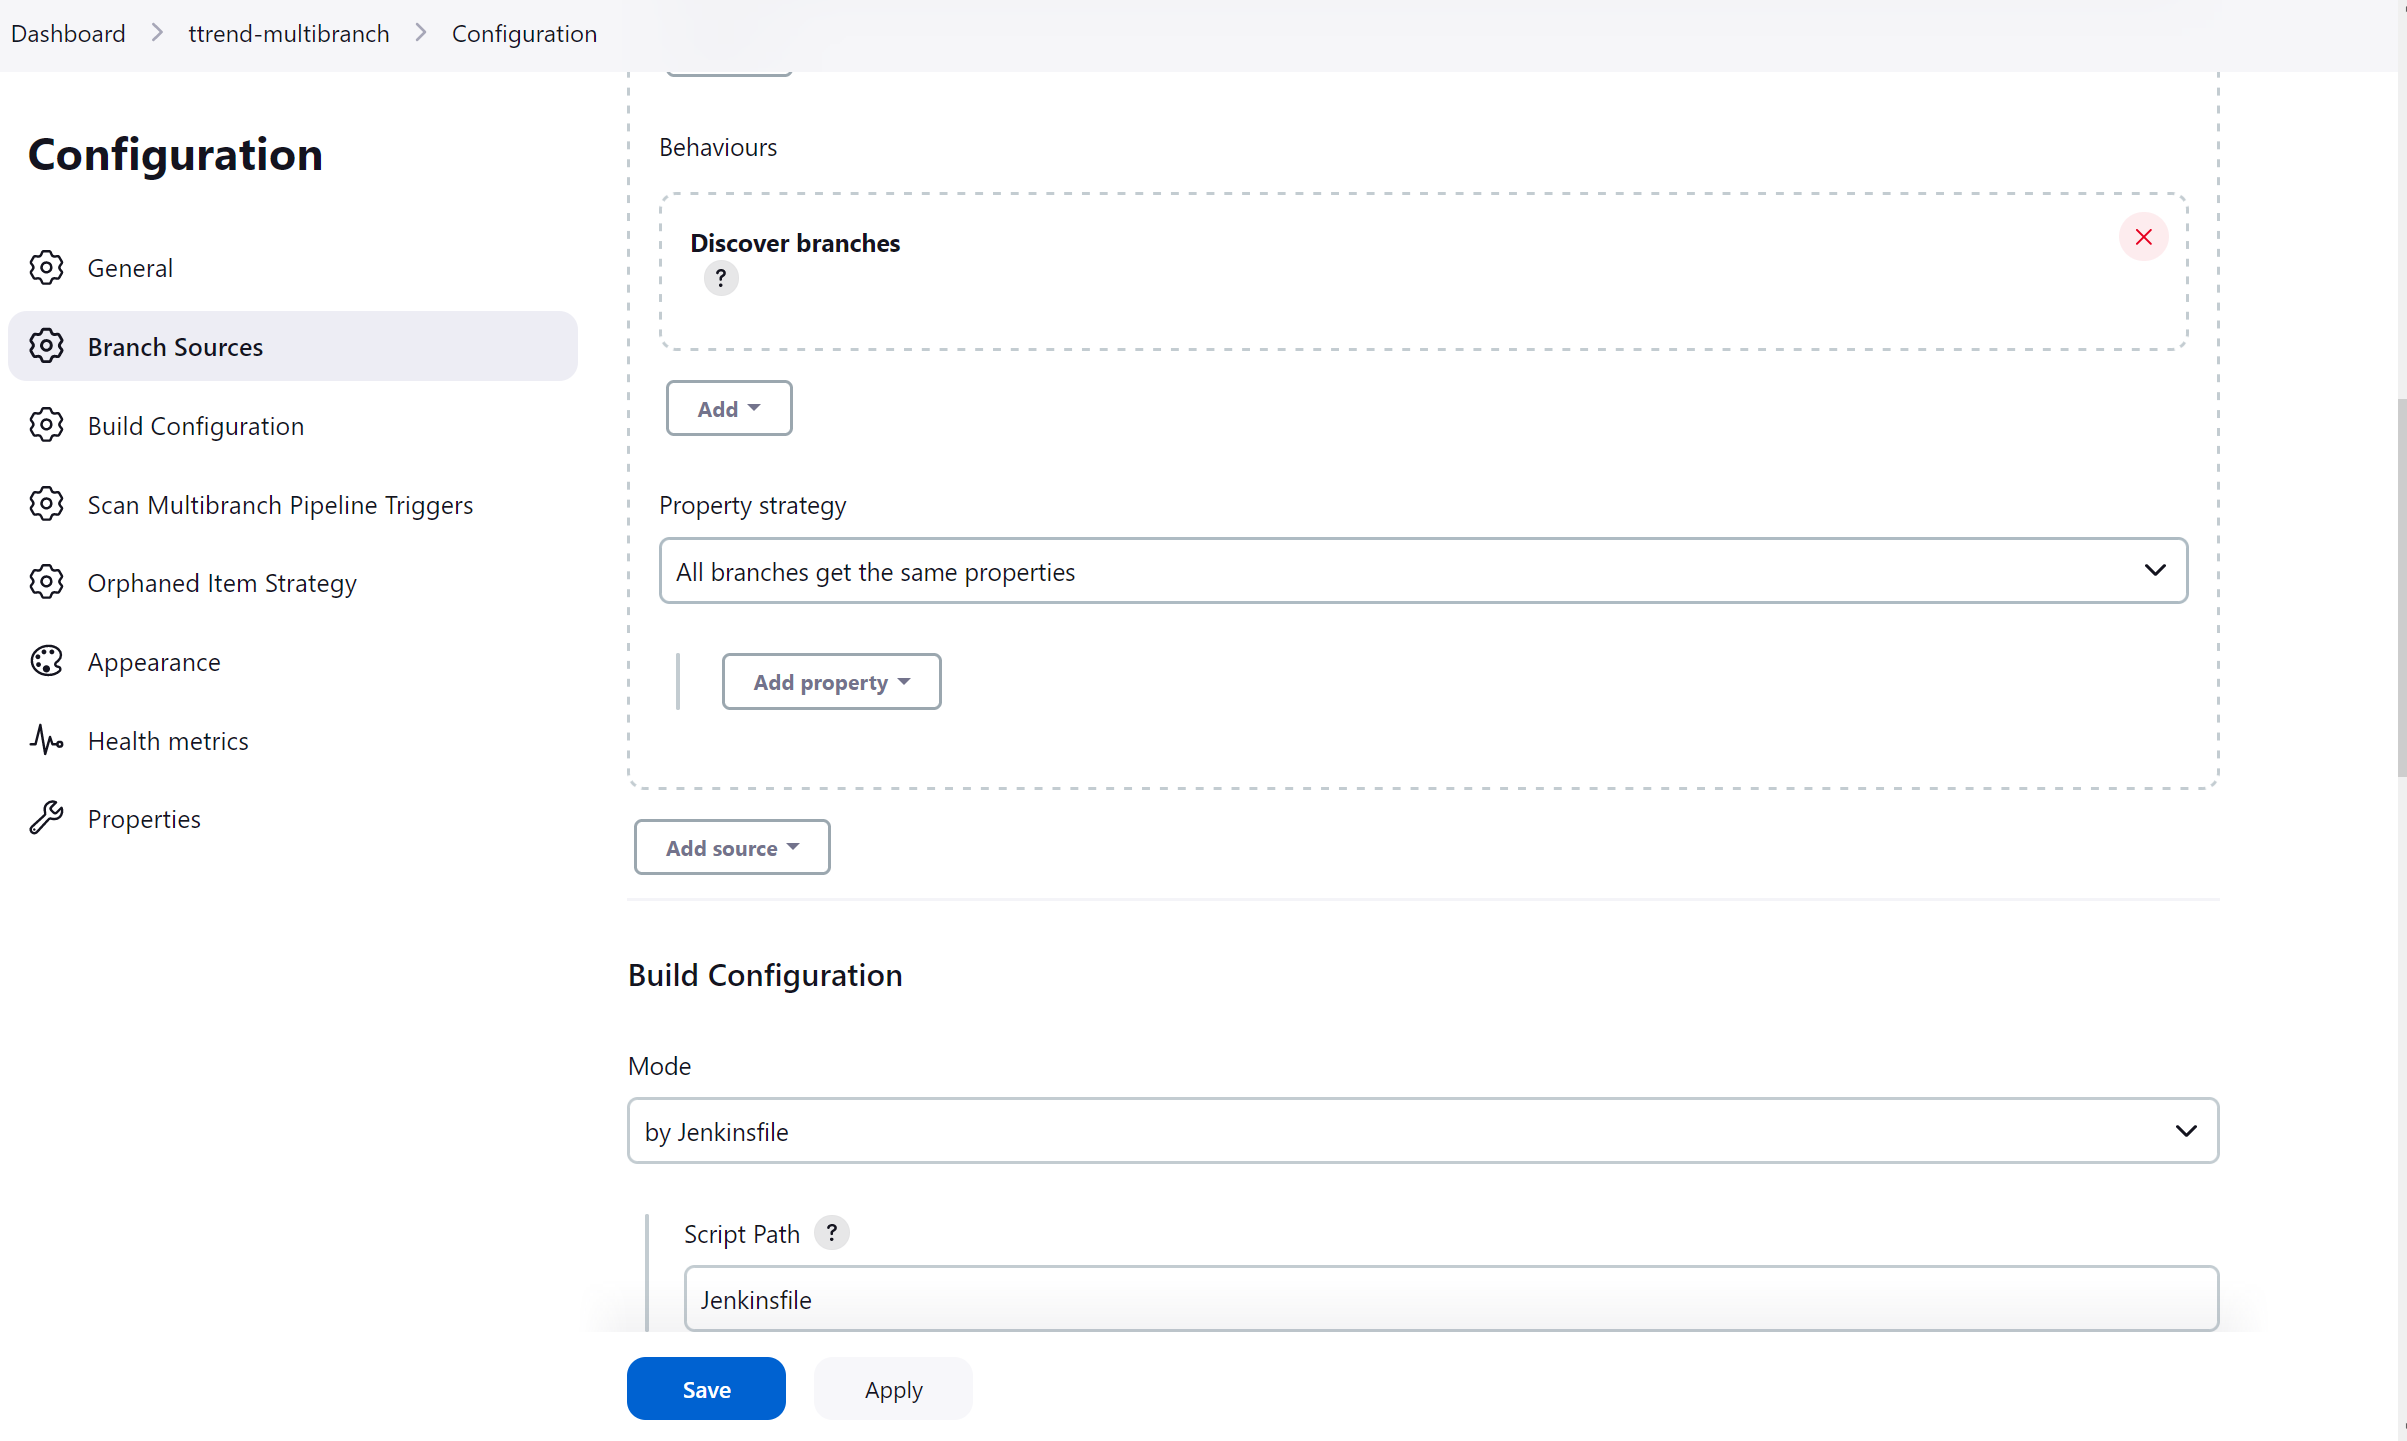 Dashboard > ttrend-multibranch > Configuration
Configuration
General
Branch Sources
Build Configuration
Scan Multibranch Pipeline Triggers
Orphaned Item Strategy
Appearance
Health metrics
Properties
Behaviours
Discover branches
?
Add
Property strategy
All branches get the same properties
Add property
Add source
Build Configuration
Mode
by Jenkinsfile
Script Path ?
Jenkinsfile
Save Apply